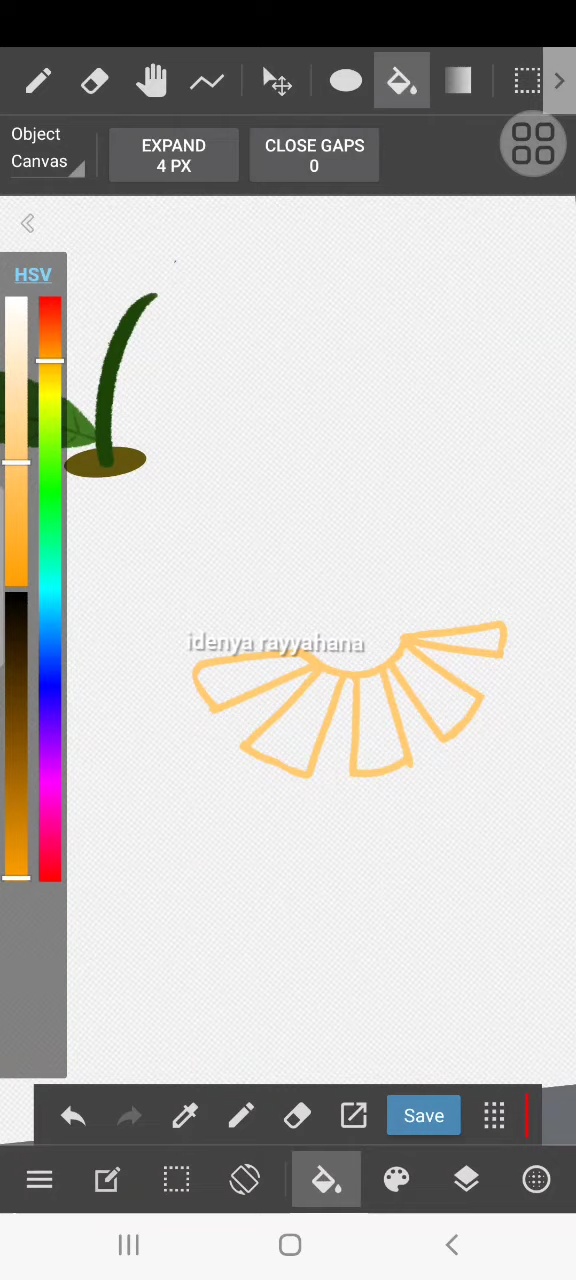 Object
Canvas
EXPAND
4 PX
CLOSE GAPS
0
HSV
idenya rayyahana
Save